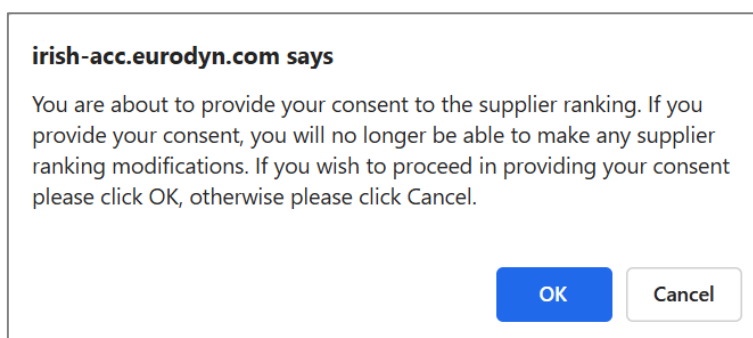 irish-acc.eurodyn.com says
You are about to provide your consent to the supplier ranking. If you
provide your consent, you will no longer be able to make any supplier
ranking modifications. If you wish to proceed in providing your consent
please click OK, otherwise please click Cancel.
OK
Cancel